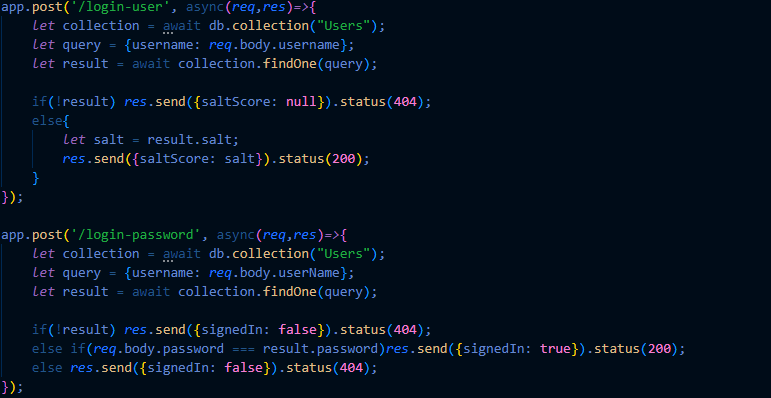 app.post('/login-user', async(req,res)=>{
    let collection = await db.collection("Users");
    let query = {username: req.body.username};
    let result = await collection.findOne(query);

    if(!result) res.send({saltScore: null}).status(404);
    else{
        let salt = result.salt;
        res.send({saltScore: salt}).status(200);
    }
});

app.post('/login-password', async(req,res)=>{
    let collection = await db.collection("Users");
    let query = {username: req.body.userName};
    let result = await collection.findOne(query);

    if(!result) res.send({signedIn: false}).status(404);
    else if(req.body.password === result.password)res.send({signedIn: true}).status(200);
    else res.send({signedIn: false}).status(404);
});